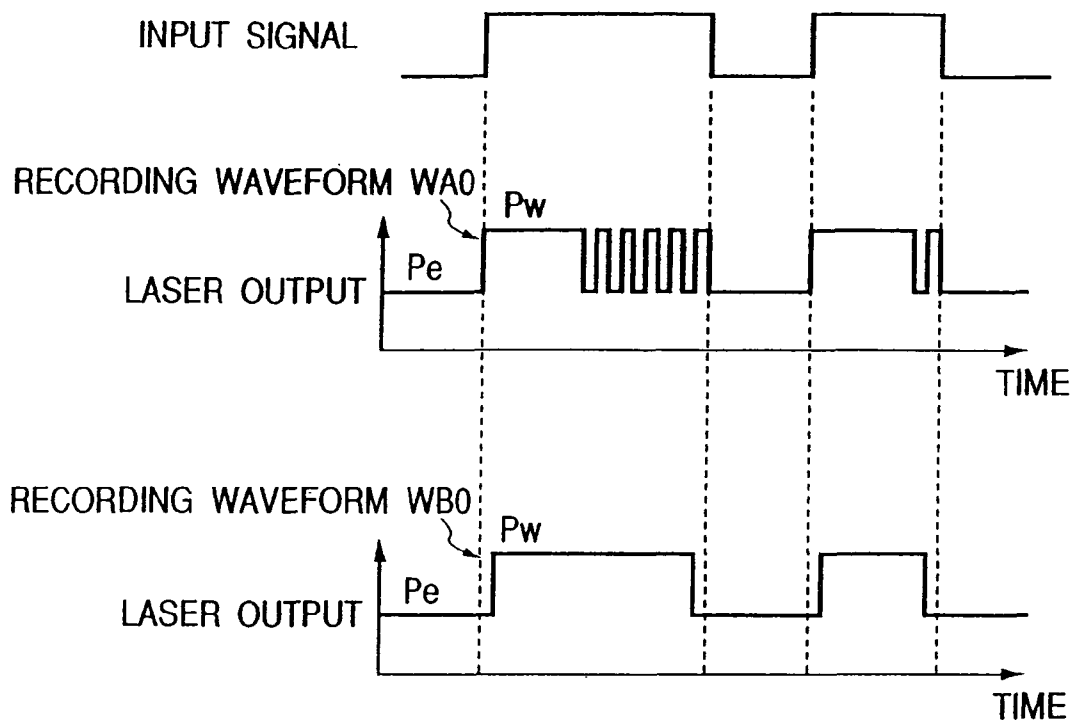 INPUT SIGNAL
RECORDING WAVEFORM WA0
Pw
Pe
LASER OUTPUT
TIME
RECORDING WAVEFORM WB0
Pw
Pe
LASER OUTPUT
TIME